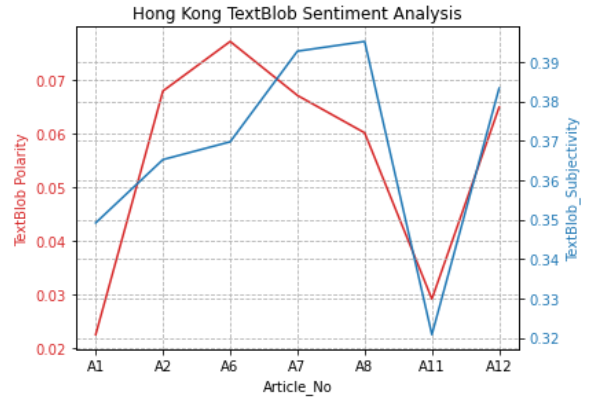 Hong Kong TextBlob Sentiment Analysis
TextBlob Polarity
0.07
0.06
0.05
0.04
0.03
0.02
0.39
0.38
0.37
0.36
0.35
0.34
0.33
0.32
TextBlob_Subjectivity
A1 A2 A6 A7 A8 A11 A12
Article_No